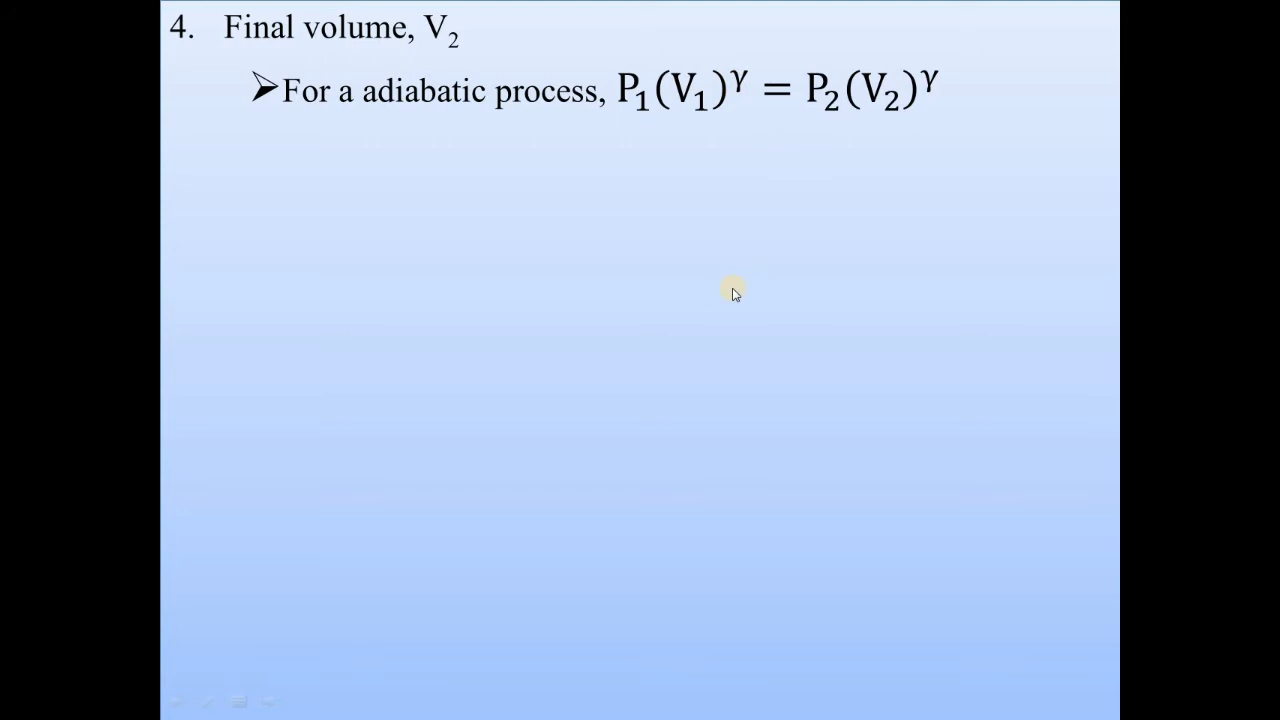 4. Final volume, V₂
➢For a adiabatic process, P₁(V₁)ᵞ = P₂(V₂)ᵞ